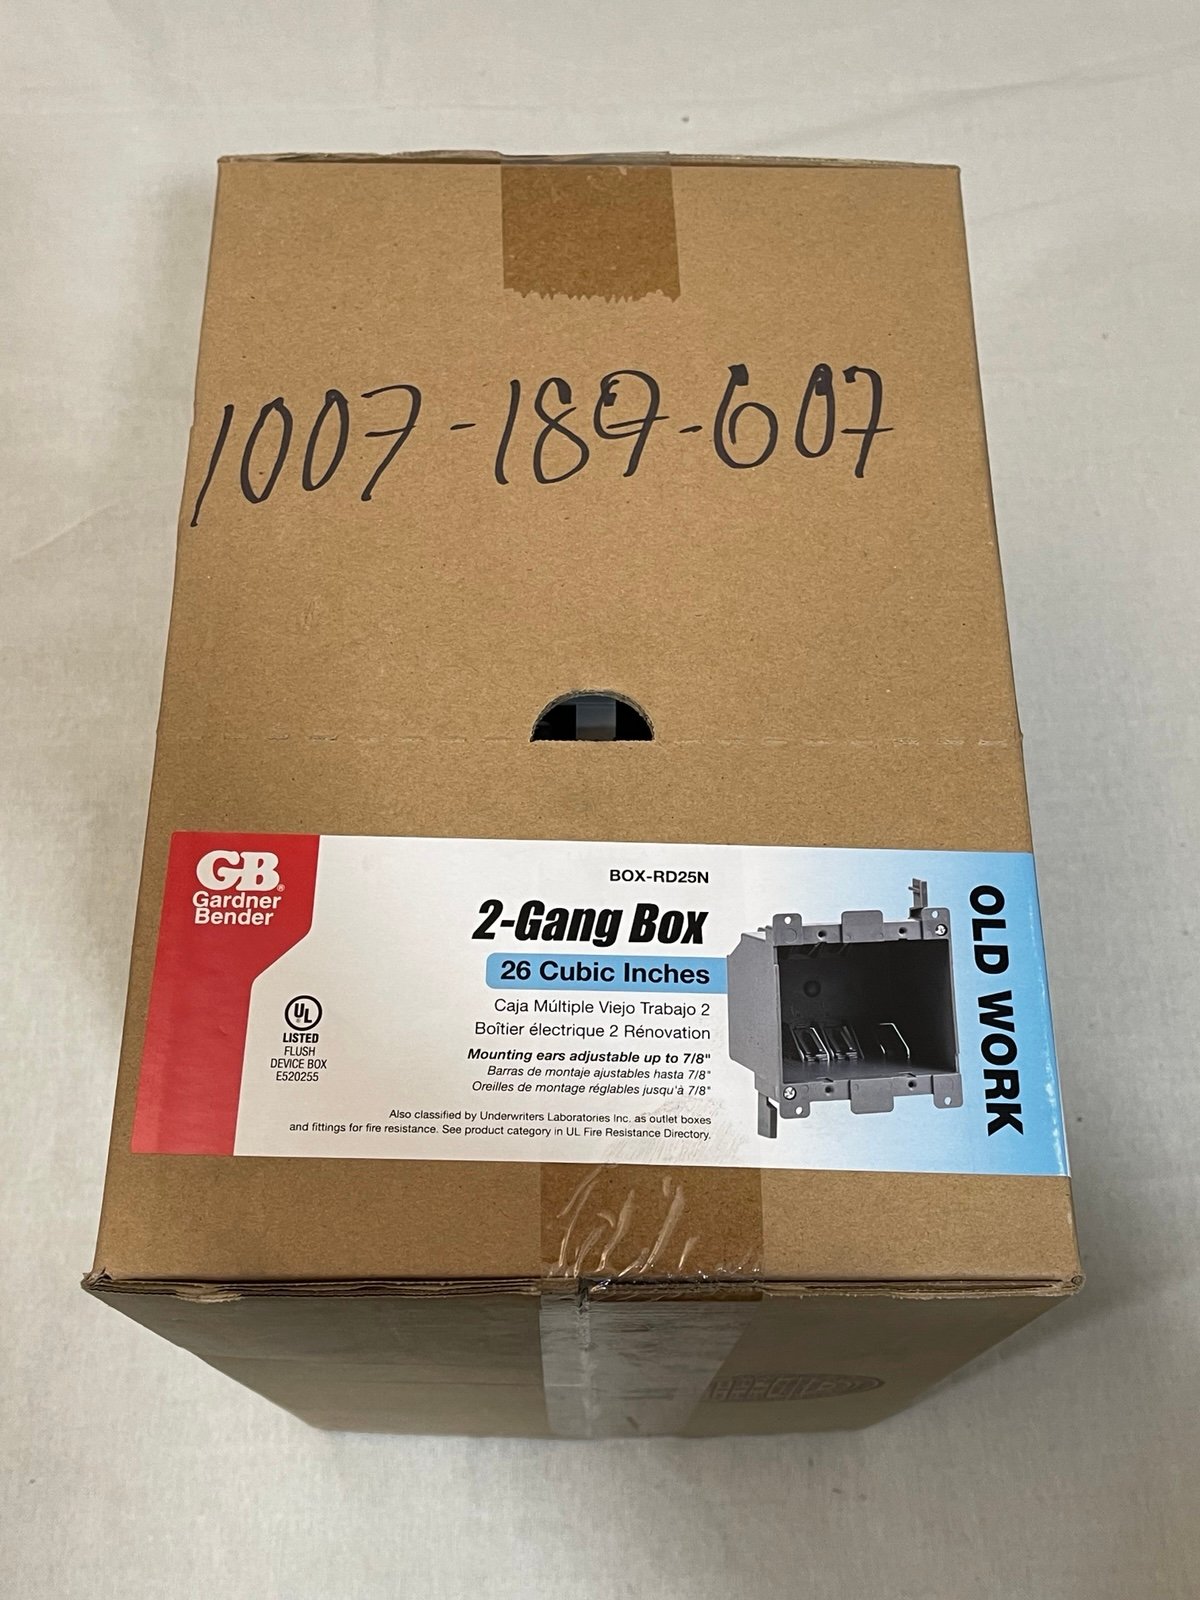 1007-189-607
GB®
Gardner
Bender
UL
LISTED
FLUSH
DEVICE BOX
E520255
BOX-RD25N
2-Gang Box
26 Cubic Inches
Caja Múltiple Viejo Trabajo 2
Boîtier électrique 2 Rénovation
Mounting ears adjustable up to 7/8"
Barras de montaje ajustables hasta 7/8"
Oreilles de montage réglables jusqu'à 7/8"
Also classified by Underwriters Laboratories Inc. as outlet boxes
and fittings for fire resistance. See product category in UL Fire Resistance Directory.
OLD WORK